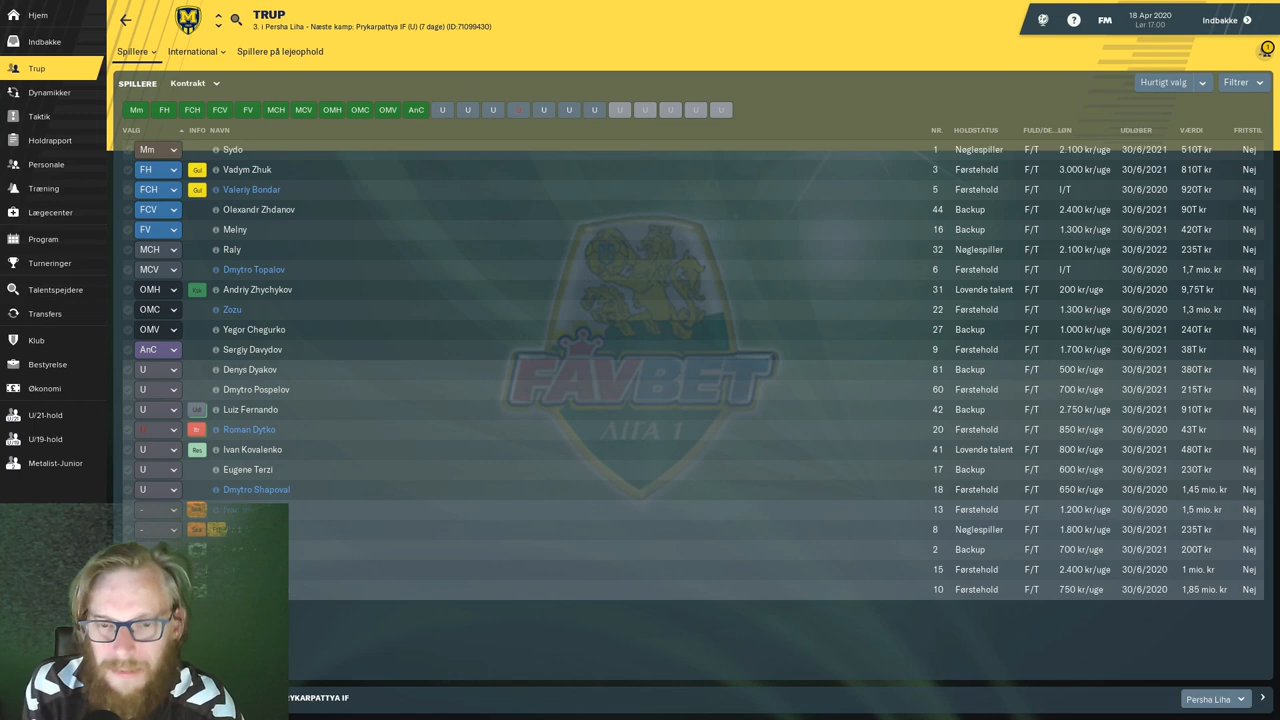 Hjem
Indbakke
Trup
Dynamikker
Taktik
Holdrapport
Personale
Træning
Lægecenter
Program
Turneringer
Talentspejdere
Transfers
Klub
Bestyrelse
Økonomi
U/21-hold
U/19-hold
Metalist-Junior
TRUP
3. i Persha Liha - Næste kamp: Prykarpattya IF (U) (7 dage) (ID:71099430)
FM
18 Apr 2020
Lør 17:00
Indbakke
Spillere
International
Spillere på lejeophold
1
SPILLERE
Kontrakt
Hurtigt valg
Filtrer
Mm FH FCH FCV FV MCH MCV OMH OMC OMV AnC U U U U U U U U U U U U
VALG INFO NAVN NR. HOLDSTATUS FULD/DE... LØN UDLØBER VÆRDI FRITSTIL
Mm Sydo 1 Nøglespiller F/T 2.100 kr/uge 30/6/2021 510T kr Nej
FH Gul Vadym Zhuk 3 Førstehold F/T 3.000 kr/uge 30/6/2021 810T kr Nej
FCH Gul Valeriy Bondar 5 Førstehold F/T I/T 30/6/2020 920T kr Nej
FCV Olexandr Zhdanov 44 Backup F/T 2.400 kr/uge 30/6/2021 90T kr Nej
FV Melny 16 Backup F/T 1.300 kr/uge 30/6/2021 420T kr Nej
MCH Raly 32 Nøglespiller F/T 2.100 kr/uge 30/6/2022 235T kr Nej
MCV Dmytro Topalov 6 Førstehold F/T I/T 30/6/2020 1,7 mio. kr Nej
OMH Andriy Zhychykov 31 Lovende talent F/T 200 kr/uge 30/6/2021 9,75T kr Nej
OMC Zozu 22 Førstehold F/T 1.300 kr/uge 30/6/2020 1,3 mio. kr Nej
OMV Yegor Chegurko 27 Backup F/T 1.000 kr/uge 30/6/2021 240T kr Nej
AnC Sergiy Davydov 9 Førstehold F/T 1.700 kr/uge 30/6/2021 38T kr Nej
U Denys Dyakov 81 Backup F/T 500 kr/uge 30/6/2021 380T kr Nej
U Dmytro Pospelov 60 Førstehold F/T 700 kr/uge 30/6/2021 215T kr Nej
U Udl Luiz Fernando 42 Backup F/T 2.750 kr/uge 30/6/2021 910T kr Nej
U Br Roman Dytko 20 Førstehold F/T 850 kr/uge 30/6/2020 43T kr Nej
U Res Ivan Kovalenko 41 Lovende talent F/T 800 kr/uge 30/6/2021 480T kr Nej
U Eugene Terzi 17 Backup F/T 600 kr/uge 30/6/2021 230T kr Nej
U Dmytro Shapoval 18 Førstehold F/T 650 kr/uge 30/6/2020 1,45 mio. kr Nej
- 13 Førstehold F/T 1.200 kr/uge 30/6/2020 1,5 mio. kr Nej
- Ska 8 Nøglespiller F/T 1.800 kr/uge 30/6/2021 235T kr Nej
2 Backup F/T 700 kr/uge 30/6/2021 200T kr Nej
15 Førstehold F/T 2.400 kr/uge 30/6/2020 1 mio. kr Nej
10 Førstehold F/T 750 kr/uge 30/6/2020 1,85 mio. kr Nej
FAVBET
RYKARPATTYA IF
Persha Liha